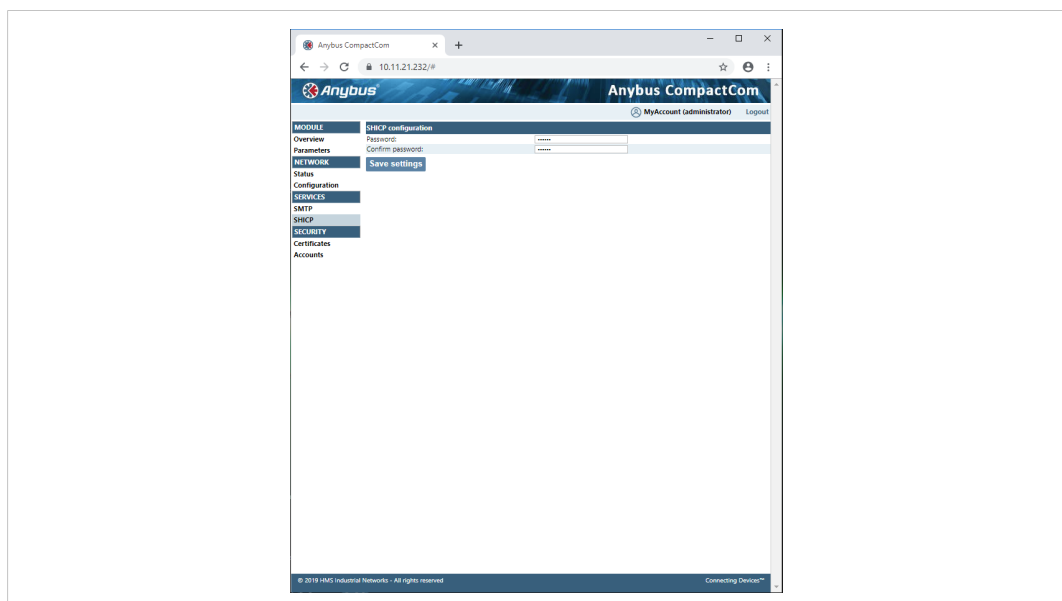 Anybus CompactCom
10.11.21.232/#
Anybus®
Anybus CompactCom
MyAccount (administrator) Logout
MODULE
Overview
Parameters
NETWORK
Status
Configuration
SERVICES
SMTP
SHICP
SECURITY
Certificates
Accounts
SHICP configuration
Password: ••••••
Confirm password: ••••••
Save settings
© 2019 HMS Industrial Networks - All rights reserved
Connecting Devices™